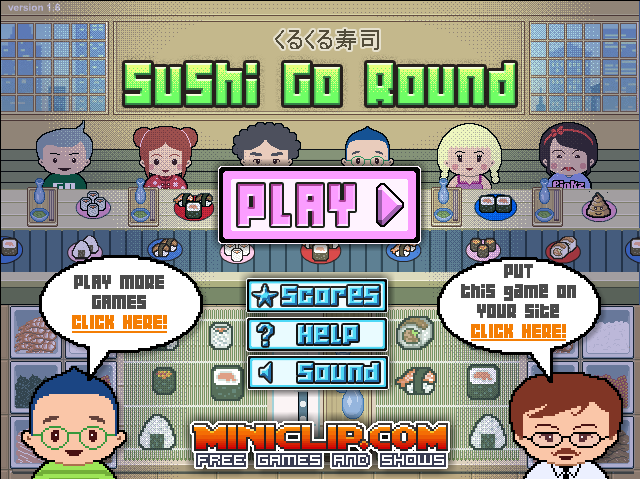 version 1.8
くるくる寿司
SuShi Go Round
PLAY
PLAY MORE
GAMES
CLICK HERE!
PUT
this game on
your site
CLICK HERE!
Scores
Help
Sound
MINICLIP.COM
FREE GAMES AND SHOWS